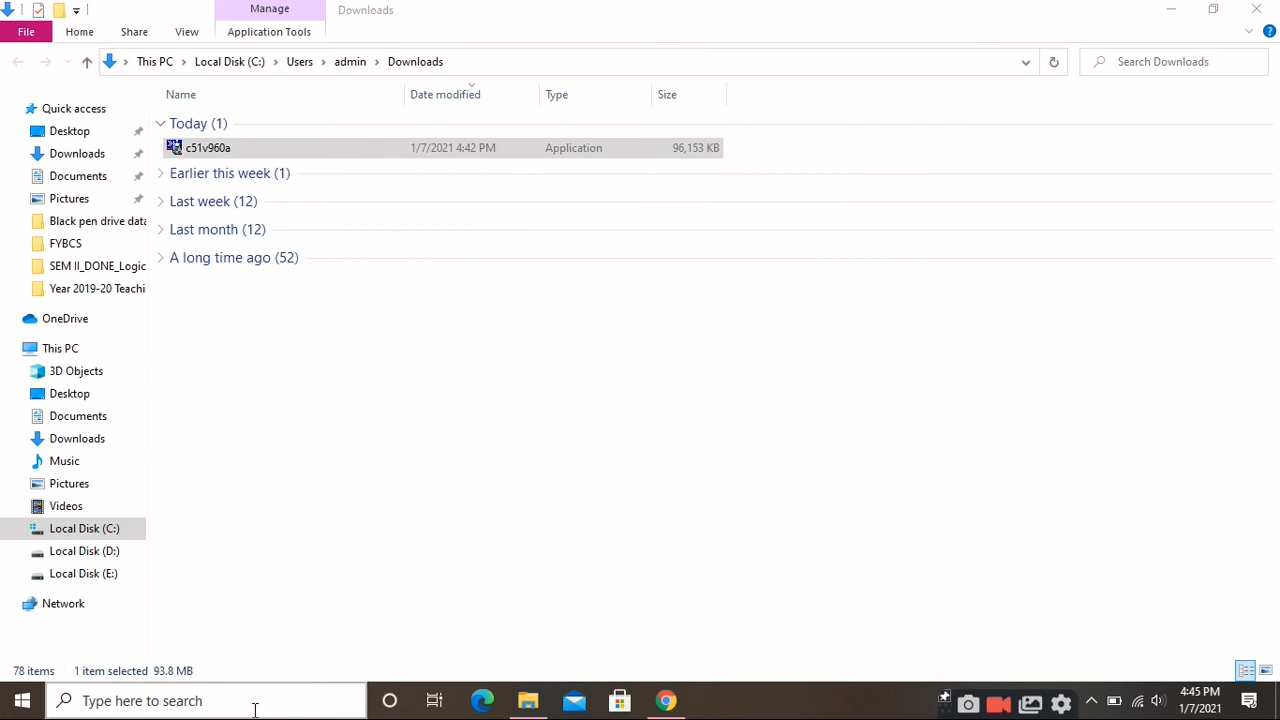 Manage
Downloads
File
Home
Share
View
Application Tools
This PC
Local Disk (C:)
Users
admin
Downloads
Search Downloads
Name
Date modified
Type
Size
Quick access
Today (1)
Desktop
c51v960a
1/7/2021 4:42 PM
Application
96,153 KB
Downloads
Earlier this week (1)
Documents
Pictures
Last week (12)
Black pen drive data
Last month (12)
FYBCS
A long time ago (52)
SEM II_DONE_Logic
Year 2019-20 Teachi
OneDrive
This PC
3D Objects
Desktop
Documents
Downloads
Music
Pictures
Videos
Local Disk (C:)
Local Disk (D:)
Local Disk (E:)
Network
78 items
1 item selected 93.8 MB
Type here to search
4:45 PM
1/7/2021